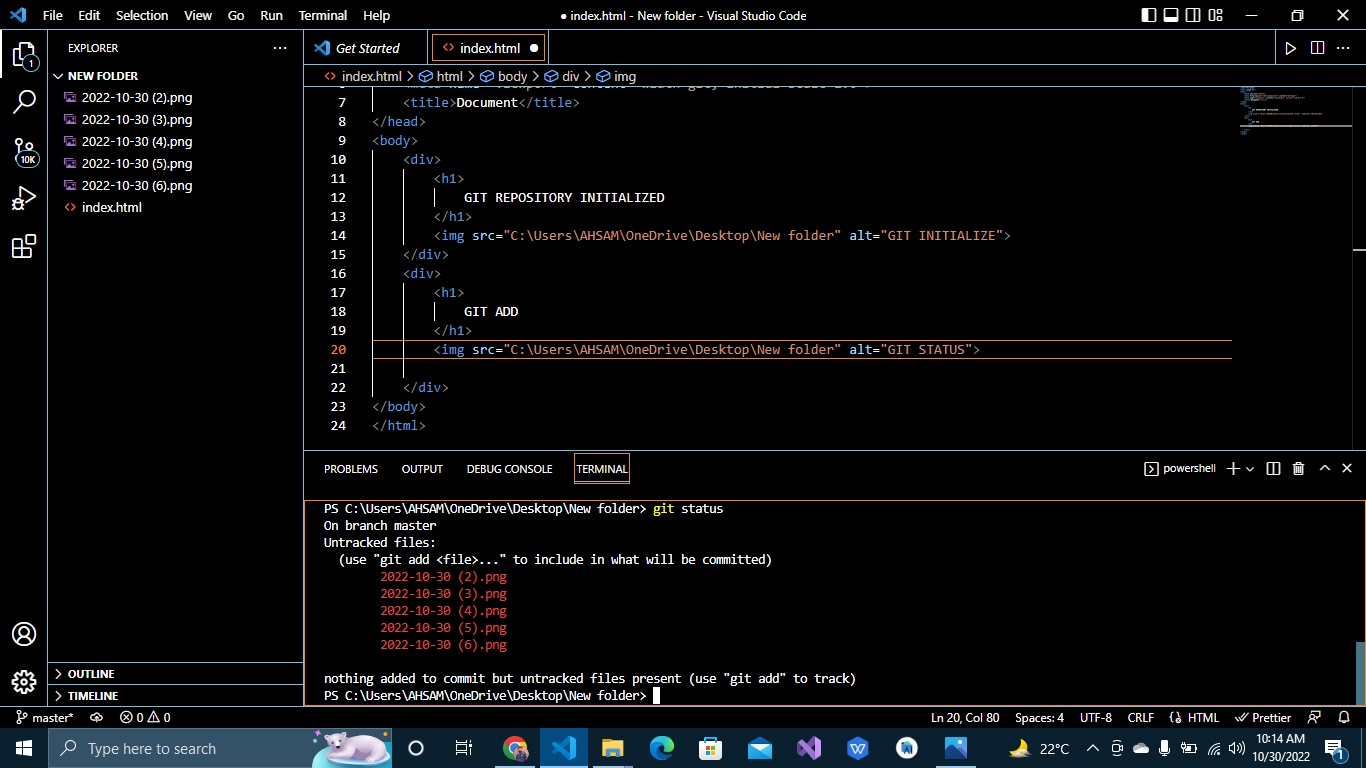 File Edit Selection View Go Run Terminal Help
● index.html - New folder - Visual Studio Code
EXPLORER
NEW FOLDER
2022-10-30 (2).png
2022-10-30 (3).png
2022-10-30 (4).png
2022-10-30 (5).png
2022-10-30 (6).png
index.html
OUTLINE
TIMELINE
1
10K
Get Started
index.html
index.html > html > body > div > img
7 <title>Document</title>
8 </head>
9 <body>
10 <div>
11 <h1>
12 GIT REPOSITORY INITIALIZED
13 </h1>
14 <img src="C:\Users\AHSAM\OneDrive\Desktop\New folder" alt="GIT INITIALIZE">
15 </div>
16 <div>
17 <h1>
18 GIT ADD
19 </h1>
20 <img src="C:\Users\AHSAM\OneDrive\Desktop\New folder" alt="GIT STATUS">
21
22 </div>
23 </body>
24 </html>
PROBLEMS OUTPUT DEBUG CONSOLE TERMINAL
powershell
PS C:\Users\AHSAM\OneDrive\Desktop\New folder> git status
On branch master
Untracked files:
(use "git add <file>..." to include in what will be committed)
2022-10-30 (2).png
2022-10-30 (3).png
2022-10-30 (4).png
2022-10-30 (5).png
2022-10-30 (6).png
nothing added to commit but untracked files present (use "git add" to track)
PS C:\Users\AHSAM\OneDrive\Desktop\New folder>
master* 0 0
Ln 20, Col 80 Spaces: 4 UTF-8 CRLF HTML Prettier
Type here to search
22°C
10:14 AM
10/30/2022
1